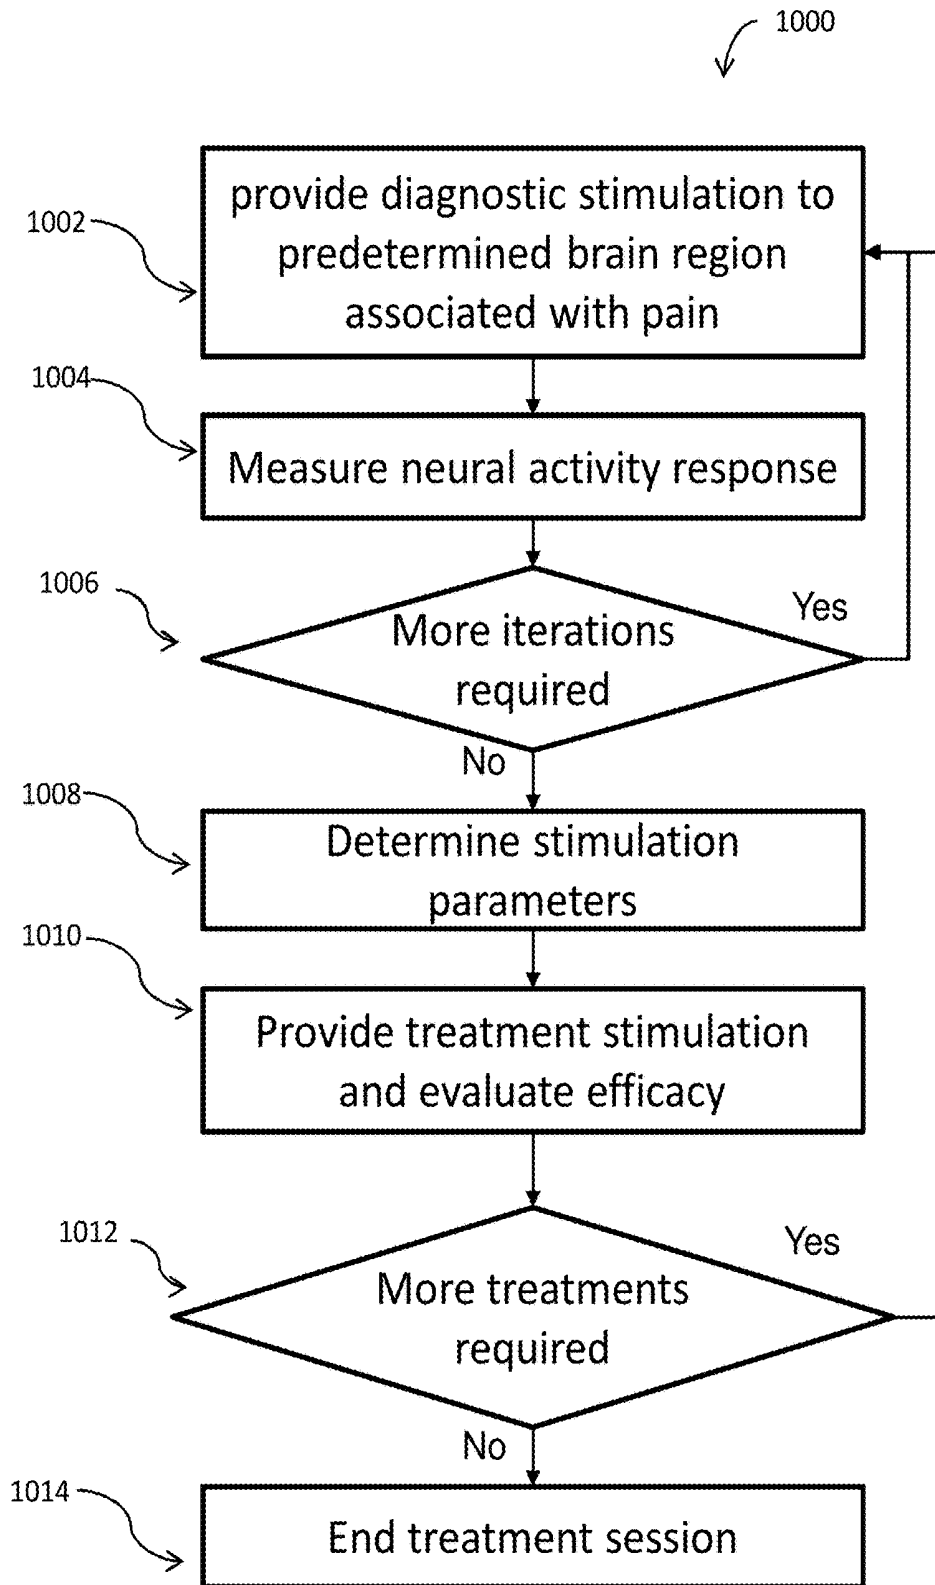 1000
1002
provide diagnostic stimulation to
predetermined brain region
associated with pain
1004
Measure neural activity response
1006
More iterations
required
Yes
No
1008
Determine stimulation
parameters
1010
Provide treatment stimulation
and evaluate efficacy
1012
More treatments
required
Yes
No
1014
End treatment session